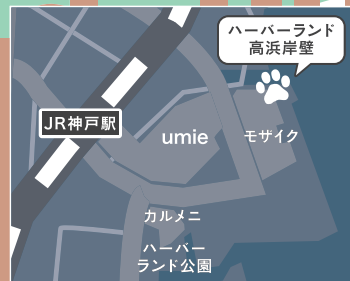 ハーバーランド
高浜岸壁
JR神戸駅
umie
モザイク
カルメニ
ハーバー
ランド公園